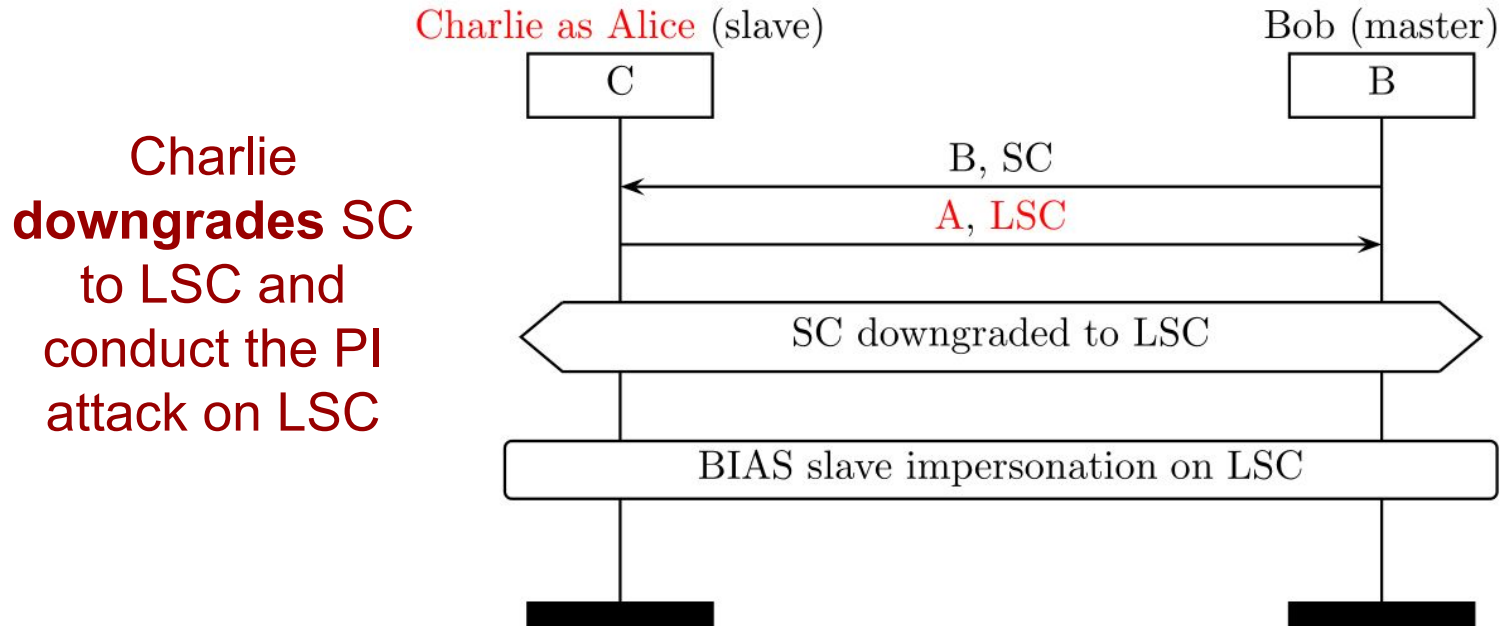 Charlie as Alice (slave)
Bob (master)
C
B
Charlie
downgrades SC
to LSC and
conduct the PI
attack on LSC
B, SC
A, LSC
SC downgraded to LSC
BIAS slave impersonation on LSC